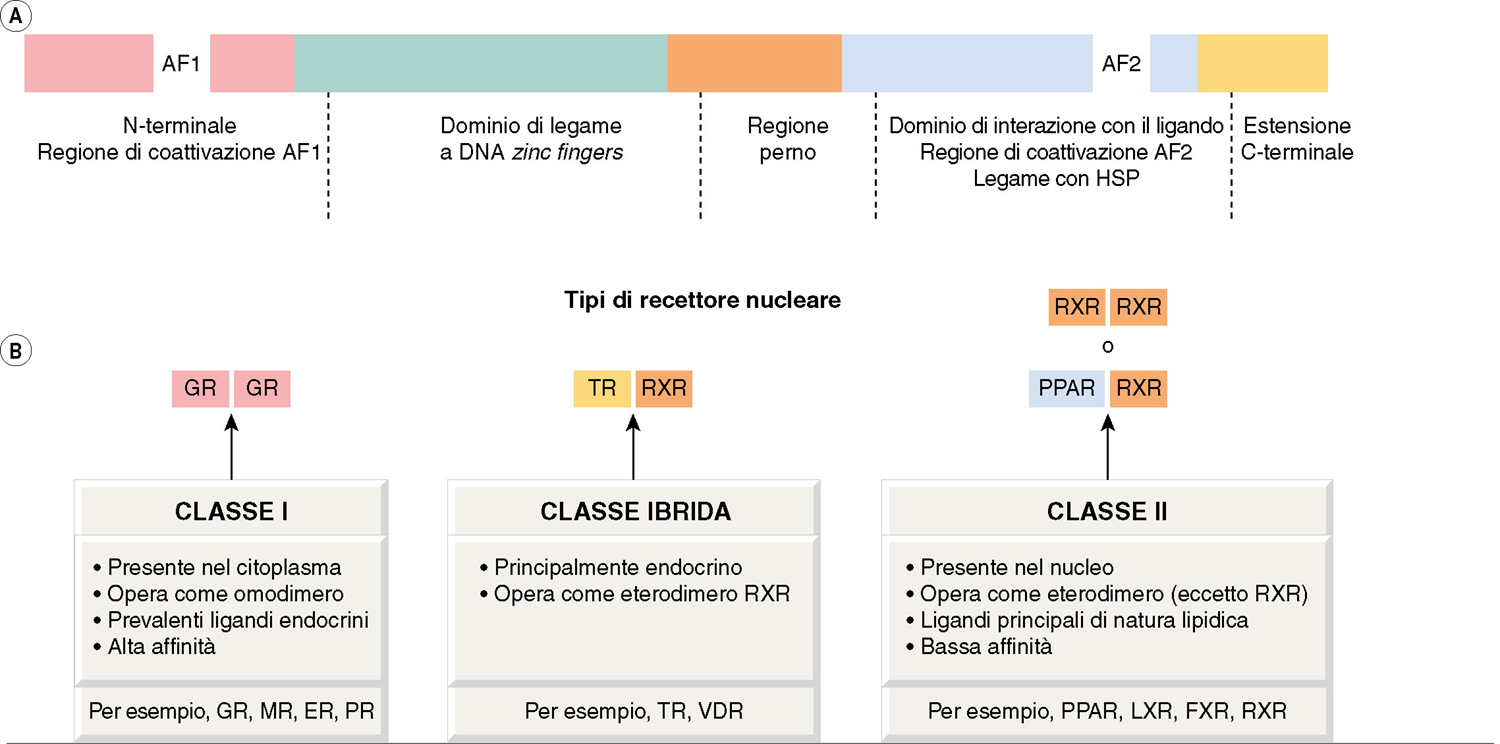 A
AF1
AF2
N-terminale
Regione di coattivazione AF1
Dominio di legame
a DNA zinc fingers
Regione
perno
Dominio di interazione con il ligando
Regione di coattivazione AF2
Legame con HSP
Estensione
C-terminale
Tipi di recettore nucleare
B
GR GR
TR RXR
RXR RXR
o
PPAR RXR
CLASSE I
• Presente nel citoplasma
• Opera come omodimero
• Prevalenti ligandi endocrini
• Alta affinità
Per esempio, GR, MR, ER, PR
CLASSE IBRIDA
• Principalmente endocrino
• Opera come eterodimero RXR
Per esempio, TR, VDR
CLASSE II
• Presente nel nucleo
• Opera come eterodimero (eccetto RXR)
• Ligandi principali di natura lipidica
• Bassa affinità
Per esempio, PPAR, LXR, FXR, RXR